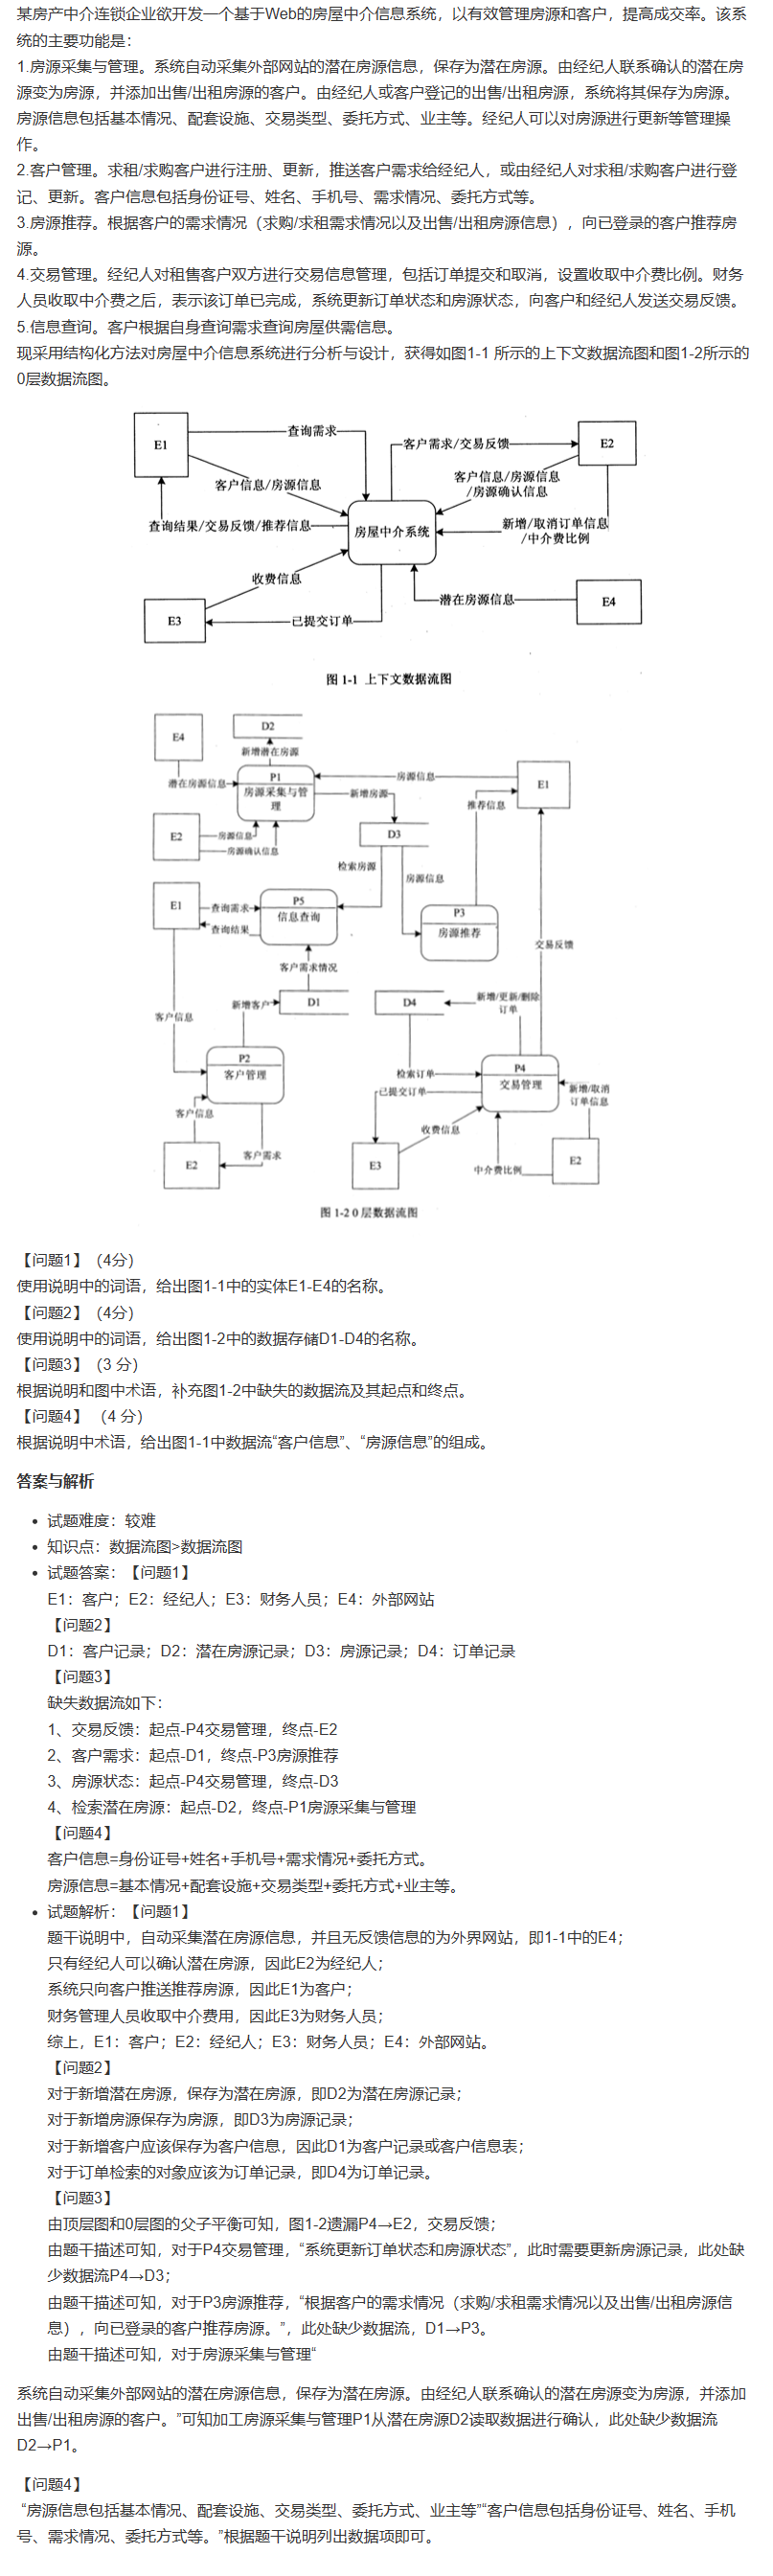 某房产中介连锁企业欲开发一个基于Web的房屋中介信息系统，以有效管理房源和客户，提高成交率。该系
统的主要功能是：
1.房源采集与管理。系统自动采集外部网站的潜在房源信息，保存为潜在房源。由经纪人联系确认的潜在房
源变为房源，并添加出售/出租房源的客户。由经纪人或客户登记的出售/出租房源，系统将其保存为房源。
房源信息包括基本情况、配套设施、交易类型、委托方式、业主等。经纪人可以对房源进行更新等管理操
作。
2.客户管理。求租/求购客户进行注册、更新，推送客户需求给经纪人，或由经纪人对求租/求购客户进行登
记、更新。客户信息包括身份证号、姓名、手机号、需求情况、委托方式等。
3.房源推荐。根据客户的需求情况（求购/求租需求情况以及出售/出租房源信息），向已登录的客户推荐房
源。
4.交易管理。经纪人对租售客户双方进行交易信息管理，包括订单提交和取消，设置收取中介费比例。财务
人员收取中介费之后，表示该订单已完成，系统更新订单状态和房源状态，向客户和经纪人发送交易反馈。
5.信息查询。客户根据自身查询需求查询房屋供需信息。
现采用结构化方法对房屋中介信息系统进行分析与设计，获得如图1-1 所示的上下文数据流图和图1-2所示的
0层数据流图。
E1
查询需求
客户需求/交易反馈
E2
客户信息/房源信息
客户信息/房源信息
/房源确认信息
查询结果/交易反馈/推荐信息
房屋中介系统
新增/取消订单信息
/中介费比例
收费信息
E3
已提交订单
潜在房源信息
E4
图 1-1 上下文数据流图
E4
D2
新增潜在房源
潜在房源信息
P1
房源采集与管
理
房源信息
E1
新增房源
推荐信息
E2
房源信息
房源确认信息
D3
检索房源
房源信息
E1
查询需求
查询结果
P5
信息查询
P3
房源推荐
交易反馈
客户需求情况
客户信息
新增客户
D1
D4
新增/更新/删除
订单
P2
客户管理
检索订单
已提交订单
P4
交易管理
新增/取消
订单信息
客户信息
收费信息
E2
客户需求
E3
中介费比例
E2
图 1-2 0 层数据流图
【问题1】（4分）
使用说明中的词语，给出图1-1中的实体E1-E4的名称。
【问题2】（4分）
使用说明中的词语，给出图1-2中的数据存储D1-D4的名称。
【问题3】（3 分）
根据说明和图中术语，补充图1-2中缺失的数据流及其起点和终点。
【问题4】 （4 分）
根据说明中术语，给出图1-1中数据流“客户信息”、“房源信息”的组成。
答案与解析
• 试题难度：较难
• 知识点：数据流图>数据流图
• 试题答案：【问题1】
E1：客户；E2：经纪人；E3：财务人员；E4：外部网站
【问题2】
D1：客户记录；D2：潜在房源记录；D3：房源记录；D4：订单记录
【问题3】
缺失数据流如下：
1、交易反馈：起点-P4交易管理，终点-E2
2、客户需求：起点-D1，终点-P3房源推荐
3、房源状态：起点-P4交易管理，终点-D3
4、检索潜在房源：起点-D2，终点-P1房源采集与管理
【问题4】
客户信息=身份证号+姓名+手机号+需求情况+委托方式。
房源信息=基本情况+配套设施+交易类型+委托方式+业主等。
• 试题解析：【问题1】
题干说明中，自动采集潜在房源信息，并且无反馈信息的为外界网站，即1-1中的E4；
只有经纪人可以确认潜在房源，因此E2为经纪人；
系统只向客户推送推荐房源，因此E1为客户；
财务管理人员收取中介费用，因此E3为财务人员；
综上，E1：客户；E2：经纪人；E3：财务人员；E4：外部网站。
【问题2】
对于新增潜在房源，保存为潜在房源，即D2为潜在房源记录；
对于新增房源保存为房源，即D3为房源记录；
对于新增客户应该保存为客户信息，因此D1为客户记录或客户信息表；
对于订单检索的对象应该为订单记录，即D4为订单记录。
【问题3】
由顶层图和0层图的父子平衡可知，图1-2遗漏P4→E2，交易反馈；
由题干描述可知，对于P4交易管理，“系统更新订单状态和房源状态”，此时需要更新房源记录，此处缺
少数据流P4→D3；
由题干描述可知，对于P3房源推荐，“根据客户的需求情况（求购/求租需求情况以及出售/出租房源信
息），向已登录的客户推荐房源。”，此处缺少数据流，D1→P3。
由题干描述可知，对于房源采集与管理“
系统自动采集外部网站的潜在房源信息，保存为潜在房源。由经纪人联系确认的潜在房源变为房源，并添加
出售/出租房源的客户。”可知加工房源采集与管理P1从潜在房源D2读取数据进行确认，此处缺少数据流
D2→P1。
【问题4】
“房源信息包括基本情况、配套设施、交易类型、委托方式、业主等”“客户信息包括身份证号、姓名、手机
号、需求情况、委托方式等。”根据题干说明列出数据项即可。